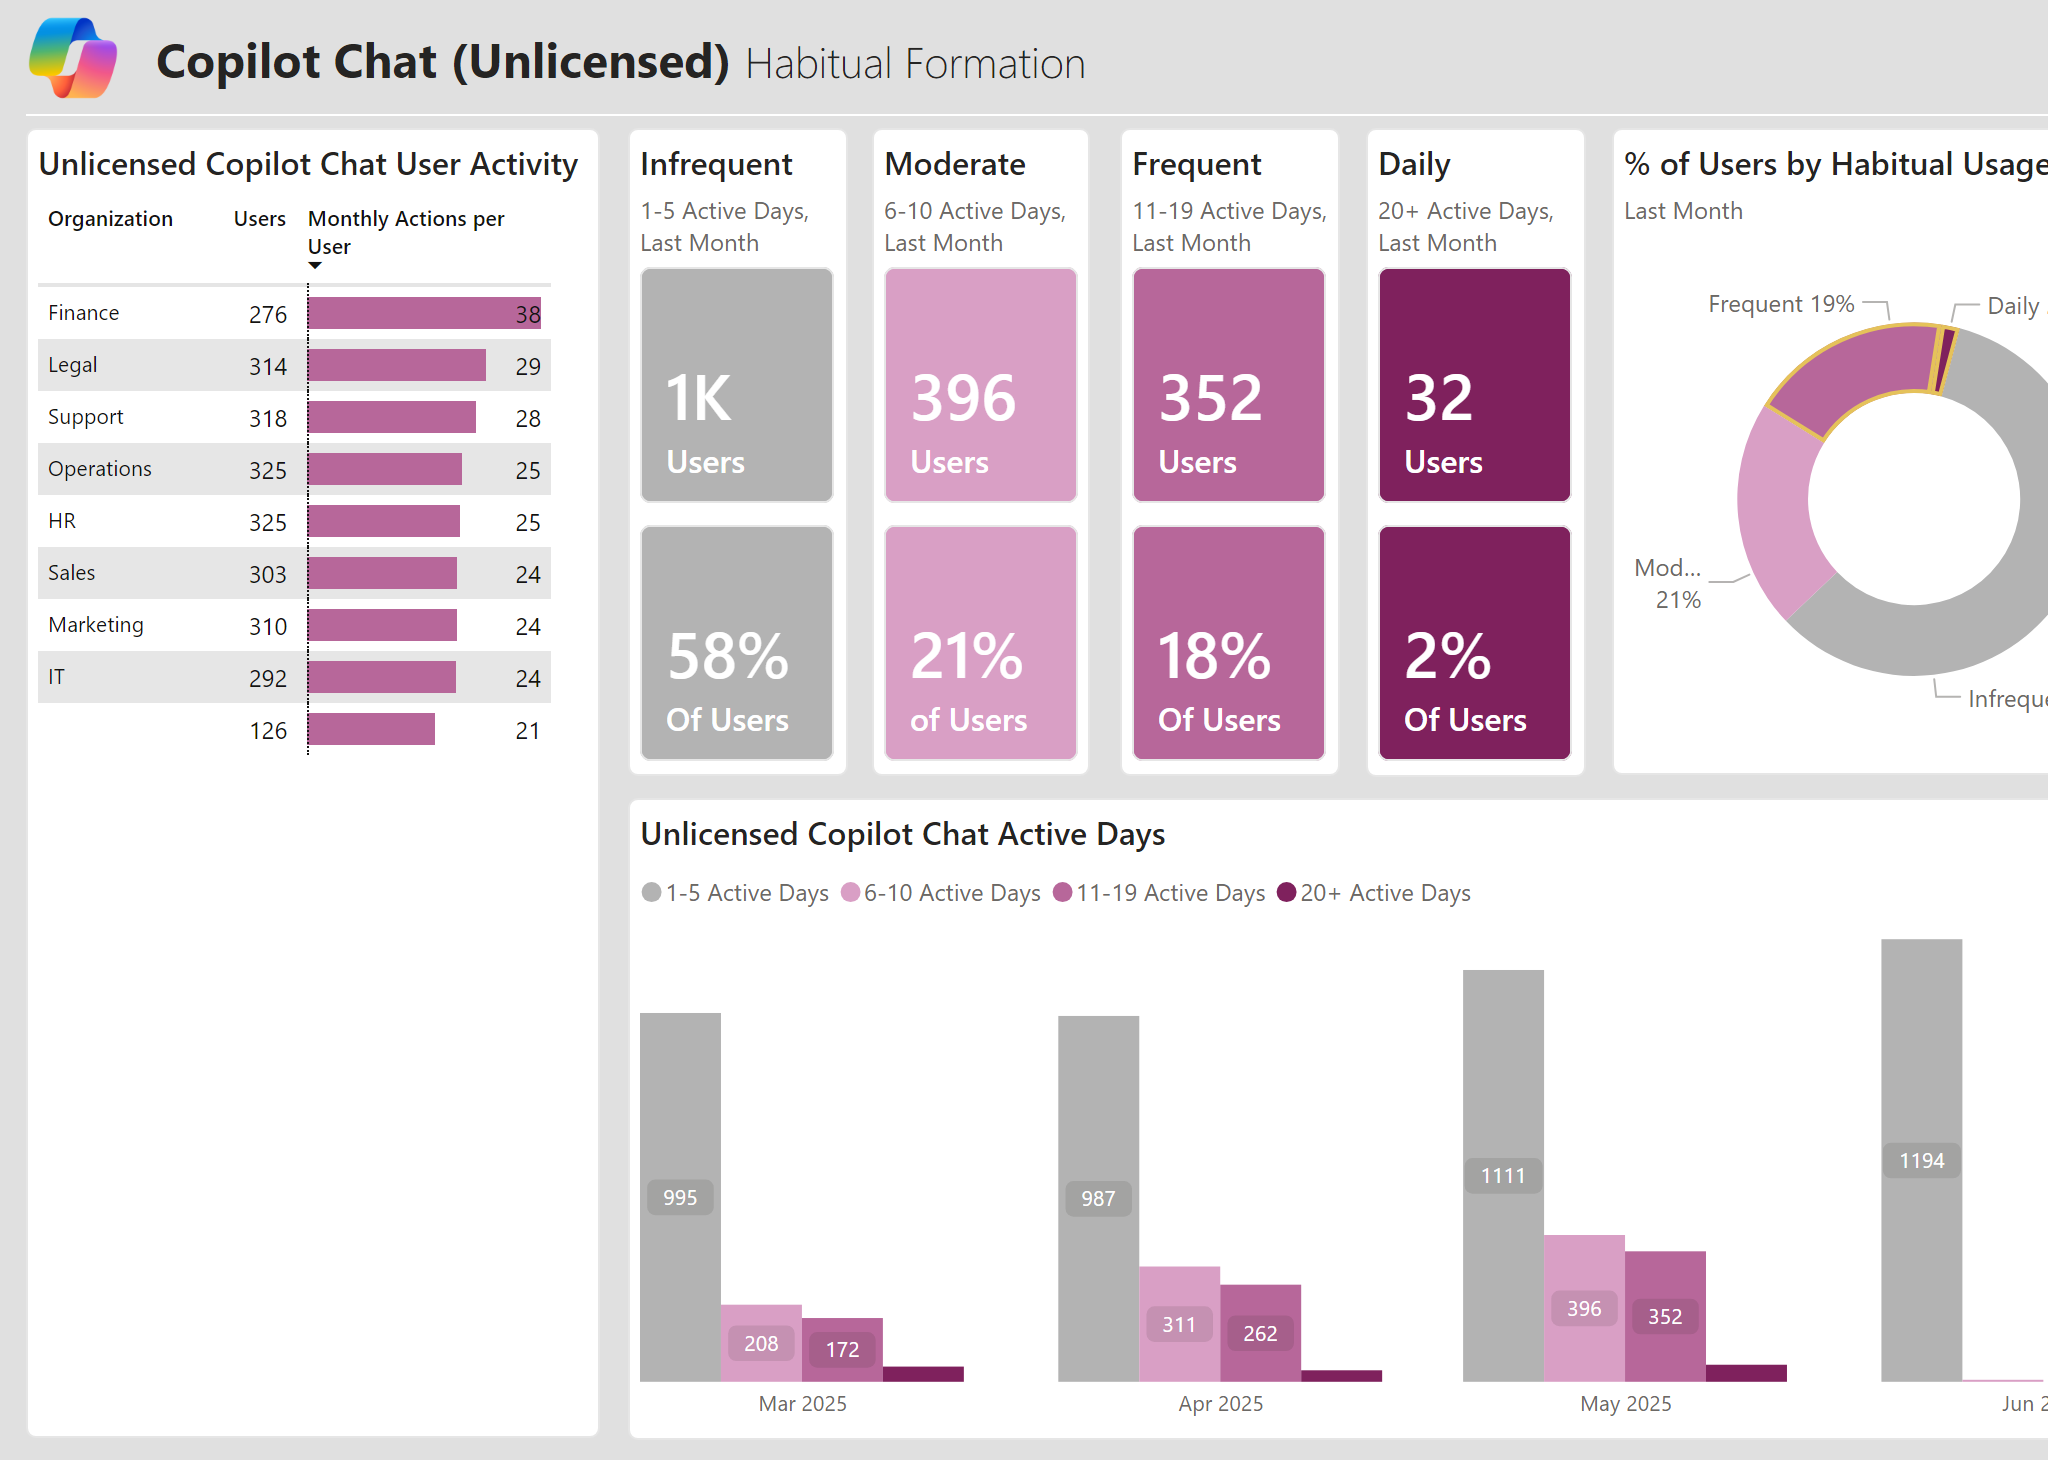 Copilot Chat (Unlicensed) Habitual Formation
Unlicensed Copilot Chat User Activity
Organization Users Monthly Actions per
User
Finance 276 38
Legal 314 29
Support 318 28
Operations 325 25
HR 325 25
Sales 303 24
Marketing 310 24
IT 292 24
126 21
Infrequent
1-5 Active Days,
Last Month
1K
Users
58%
Of Users
Moderate
6-10 Active Days,
Last Month
396
Users
21%
of Users
Frequent
11-19 Active Days,
Last Month
352
Users
18%
Of Users
Daily
20+ Active Days,
Last Month
32
Users
2%
Of Users
% of Users by Habitual Usage
Last Month
Frequent 19%
Daily
Mod...
21%
Infreque
Unlicensed Copilot Chat Active Days
1-5 Active Days 6-10 Active Days 11-19 Active Days 20+ Active Days
995
208
172
987
311
262
1111
396
352
1194
Mar 2025
Apr 2025
May 2025
Jun 2